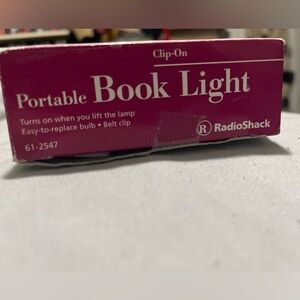 Clip-On
Portable Book Light
Turns on when you lift the lamp
Easy-to-replace bulb • Belt clip
61-2547
Ⓡ RadioShack